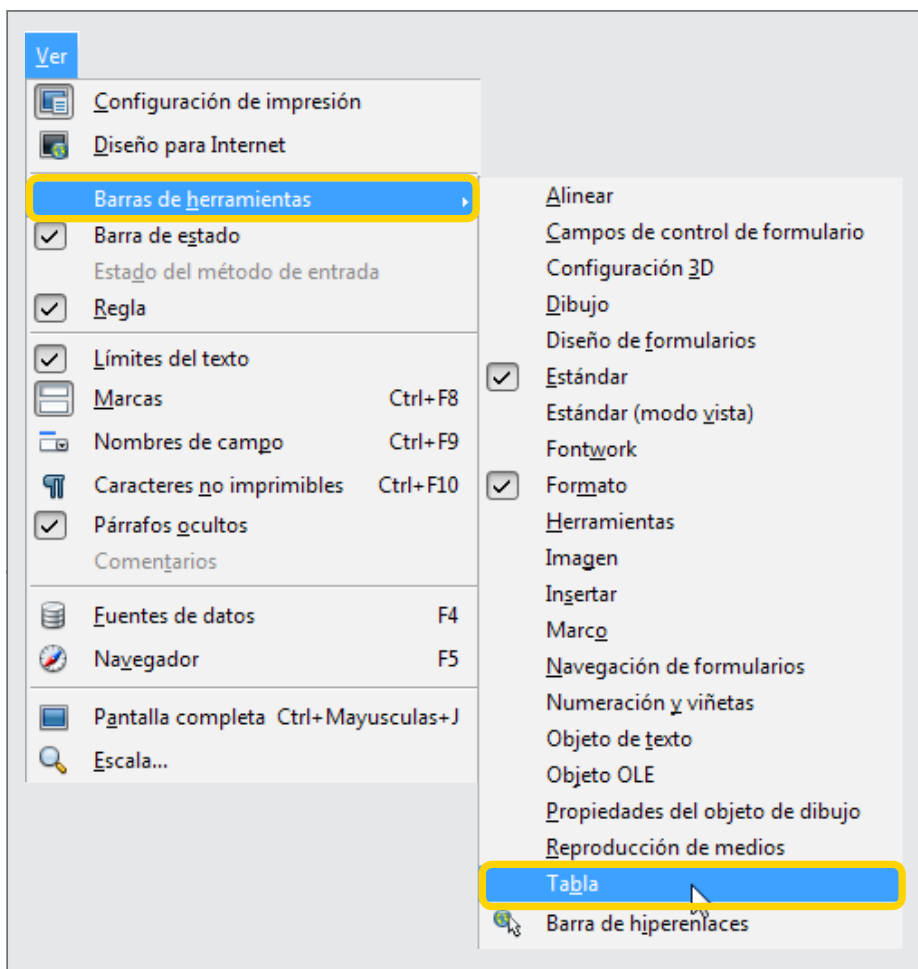 Ver
Configuración de impresión
Diseño para Internet
Barras de herramientas
Barra de estado
Estado del método de entrada
Regla
Límites del texto
Marcas Ctrl+F8
Nombres de campo Ctrl+F9
Caracteres no imprimibles Ctrl+F10
Párrafos ocultos
Comentarios
Fuentes de datos F4
Navegador F5
Pantalla completa Ctrl+Mayusculas+J
Escala...
Alinear
Campos de control de formulario
Configuración 3D
Dibujo
Diseño de formularios
Estándar
Estándar (modo vista)
Fontwork
Formato
Herramientas
Imagen
Insertar
Marco
Navegación de formularios
Numeración y viñetas
Objeto de texto
Objeto OLE
Propiedades del objeto de dibujo
Reproducción de medios
Tabla
Barra de hiperenlaces